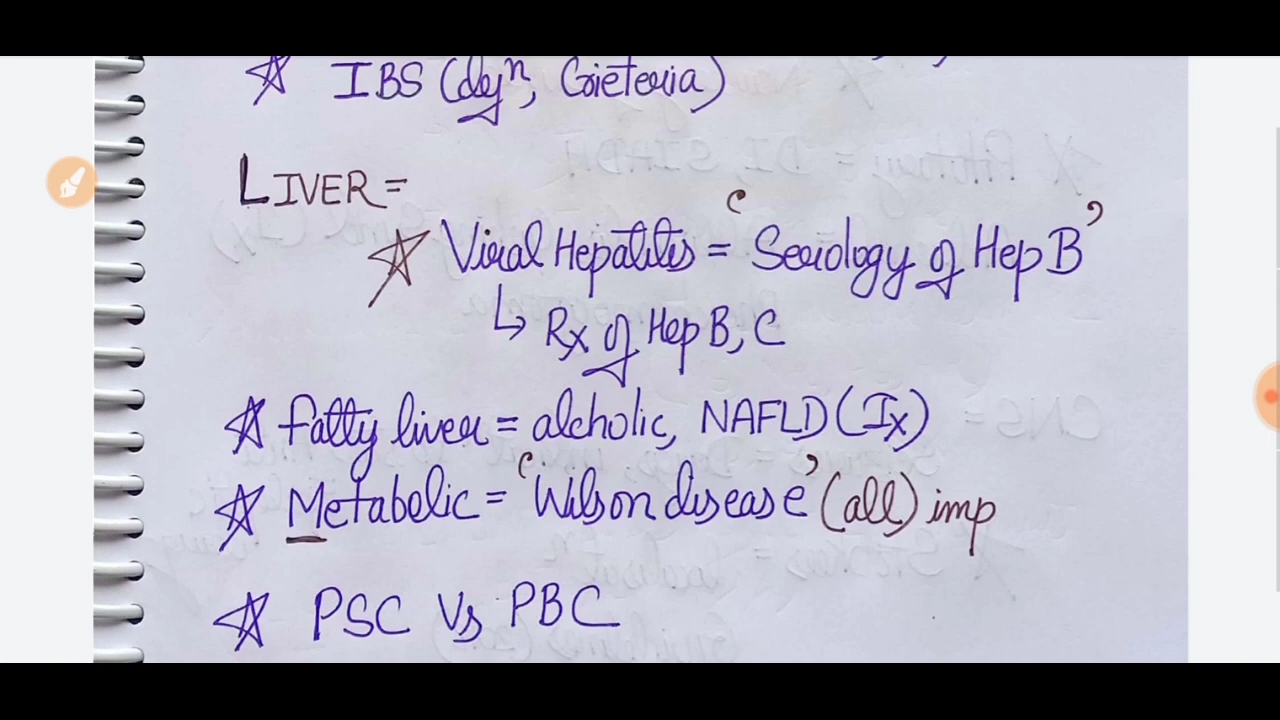 ☆ IBS (defⁿ, Criteria)
LIVER =
☆ Viral Hepatitis = 'Serology of Hep B'
↳ Rx of Hep B, C
☆ Fatty liver = alcholic, NAFLD (Ix)
☆ Metabolic = 'Wilson disease' (all) imp
☆ PSC Vs PBC